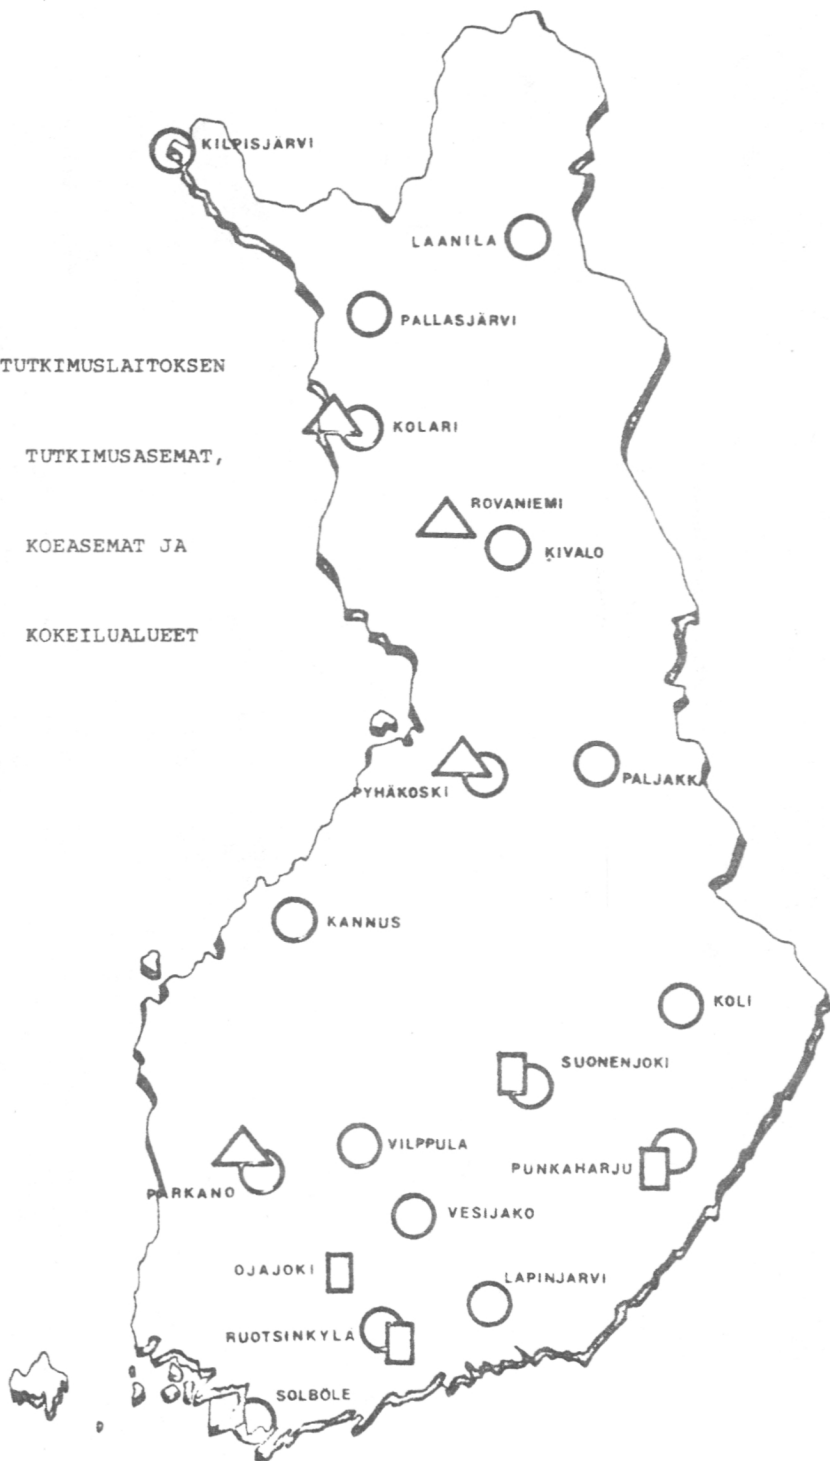 KILPISJÄRVI
LAANILA
PALLASJÄRVI
TUTKIMUSLAITOKSEN
KOLARI
TUTKIMUSASEMAT,
ROVANIEMI
KOEASEMAT JA
KIVALO
KOKEILUALUEET
PALJAKKA
PYHÄKOSKI
KANNUS
KOLI
SUONENJOKI
VILPPULA
PUNKAHARJU
PARKANO
VESIJAKO
OJAJOKI
LAPINJARVI
RUOTSINKYLA
SOLBÖLE